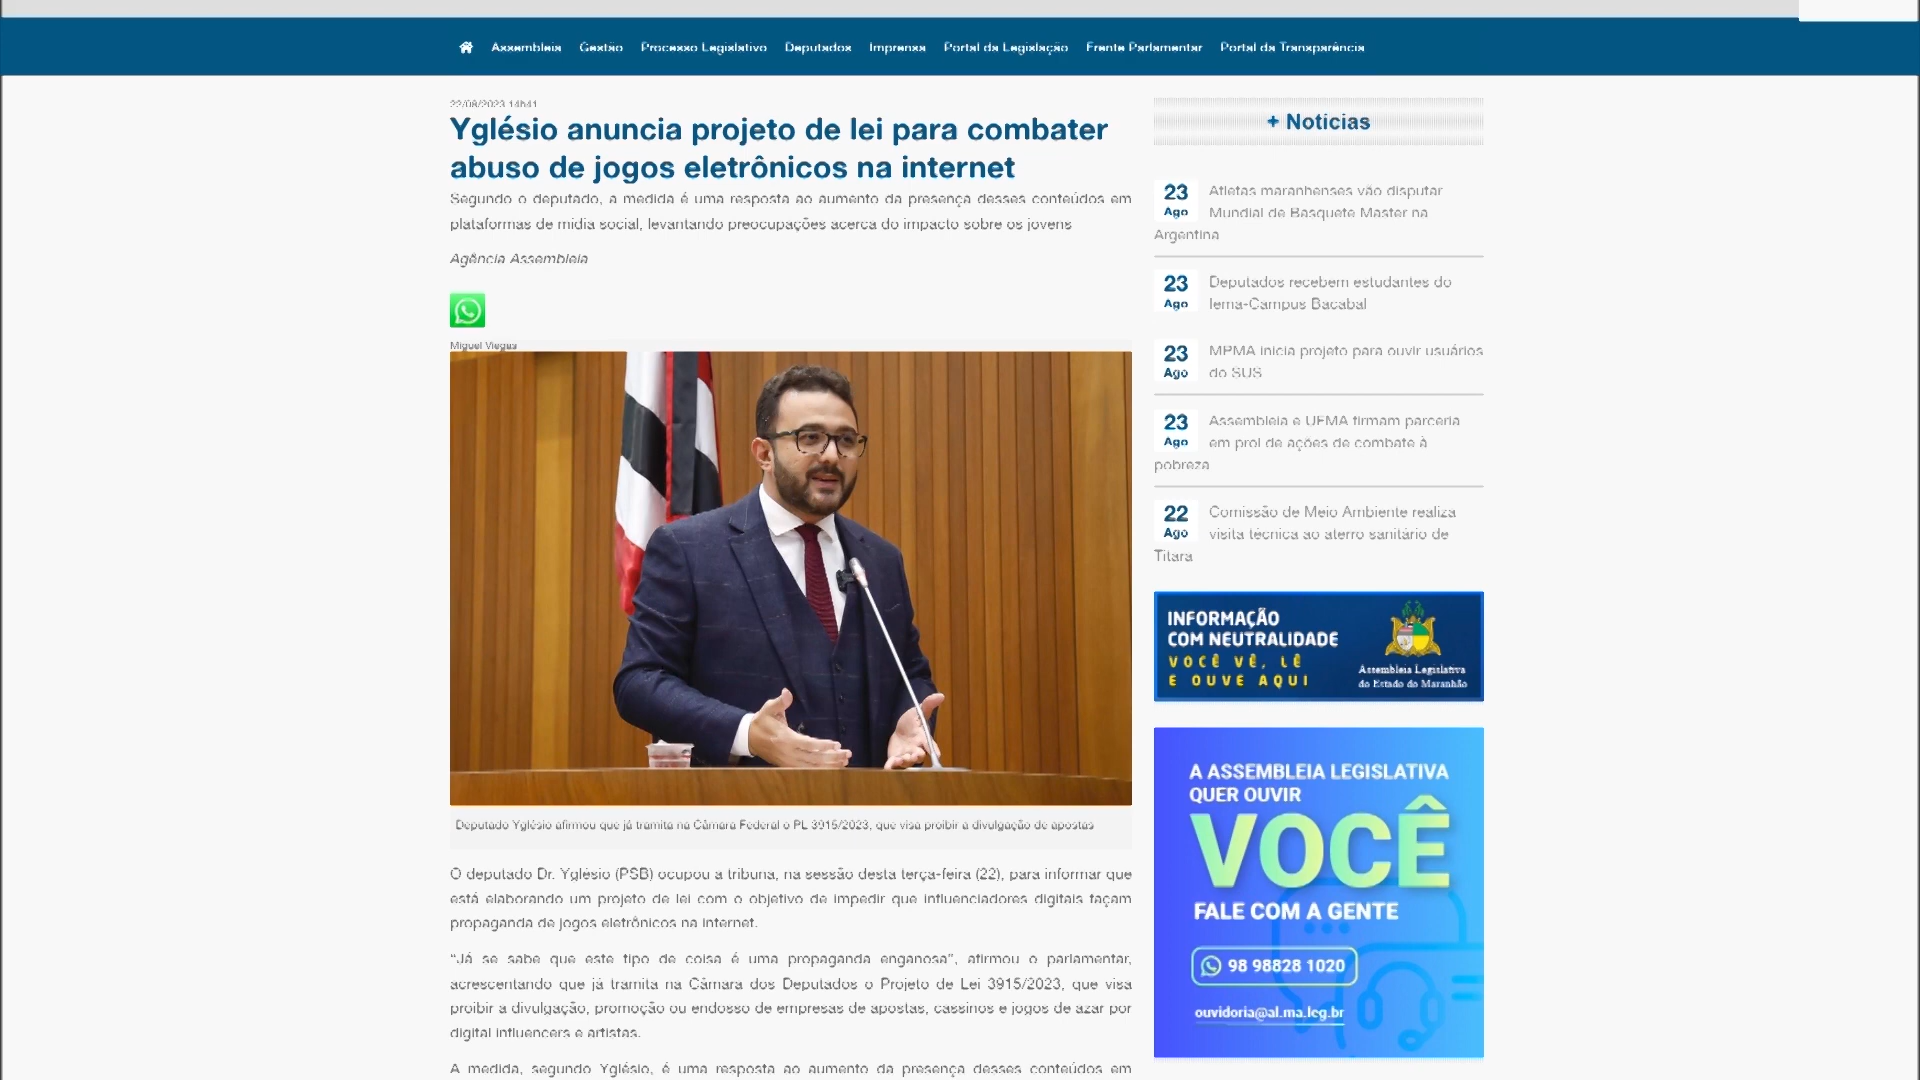 Assembleia Gestão Processo Legislativo Deputados Imprensa Portal da Legislação Frente Parlamentar Portal da Transparência
22/08/2023 14h41
Yglésio anuncia projeto de lei para combater
abuso de jogos eletrônicos na internet
Segundo o deputado, a medida é uma resposta ao aumento da presença desses conteúdos em
plataformas de mídia social, levantando preocupações acerca do impacto sobre os jovens
Agência Assembleia
Miguel Viegas
Deputado Yglésio afirmou que já tramita na Câmara Federal o PL 3915/2023, que visa proibir a divulgação de apostas
O deputado Dr. Yglésio (PSB) ocupou a tribuna, na sessão desta terça-feira (22), para informar que
está elaborando um projeto de lei com o objetivo de impedir que influenciadores digitais façam
propaganda de jogos eletrônicos na internet.
“Já se sabe que este tipo de coisa é uma propaganda enganosa”, afirmou o parlamentar,
acrescentando que já tramita na Câmara dos Deputados o Projeto de Lei 3915/2023, que visa
proibir a divulgação, promoção ou endosso de empresas de apostas, cassinos e jogos de azar por
digital influencers e artistas.
A medida, segundo Yglésio, é uma resposta ao aumento da presença desses conteúdos em
+ Notícias
23 Ago Atletas maranhenses vão disputar
Mundial de Basquete Master na
Argentina
23 Ago Deputados recebem estudantes do
Iema-Campus Bacabal
23 Ago MPMA inicia projeto para ouvir usuários
do SUS
23 Ago Assembleia e UFMA firmam parceria
em prol de ações de combate à
pobreza
22 Ago Comissão de Meio Ambiente realiza
visita técnica ao aterro sanitário de
Titara
INFORMAÇÃO
COM NEUTRALIDADE
VOCÊ VÊ, LÊ
E OUVE AQUI
Assembleia Legislativa
do Estado do Maranhão
A ASSEMBLEIA LEGISLATIVA
QUER OUVIR
VOCÊ
FALE COM A GENTE
98 98828 1020
ouvidoria@al.ma.leg.br